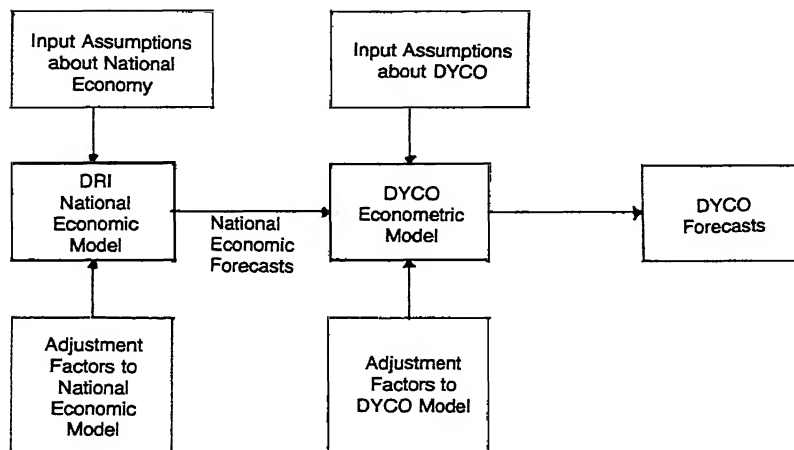 Input Assumptions
about National
Economy
Input Assumptions
about DYCO
DRI
National
Economic
Model
National
Economic
Forecasts
DYCO
Econometric
Model
DYCO
Forecasts
Adjustment
Factors to
National
Economic
Model
Adjustment
Factors to
DYCO Model